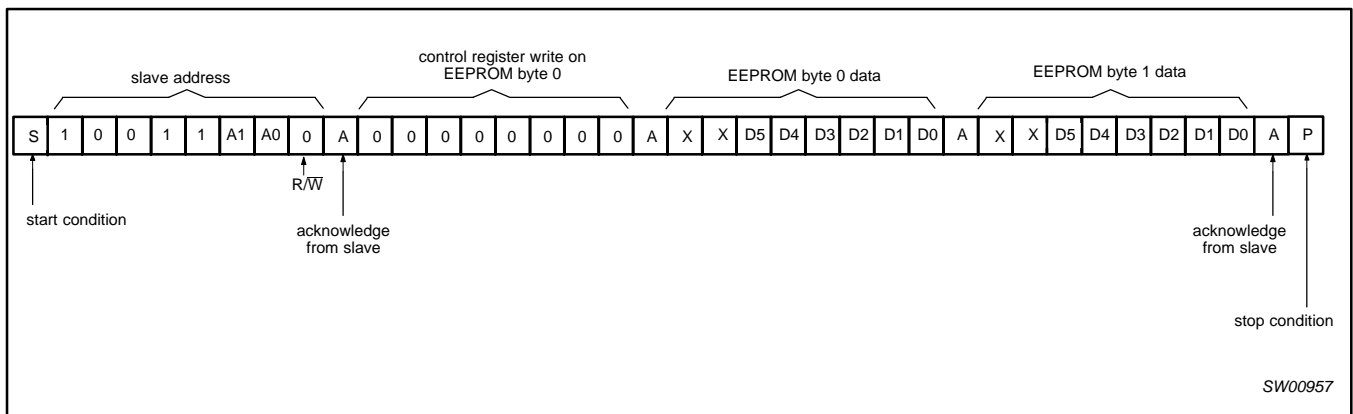 control register write on
EEPROM byte 0
slave address
EEPROM byte 0 data
EEPROM byte 1 data
S 1 0 0 1 1 A1 A0 0 A 0 0 0 0 0 0 0 0 A X X D5 D4 D3 D2 D1 D0 A X X D5 D4 D3 D2 D1 D0 A P
R/W̅
start condition
acknowledge
from slave
acknowledge
from slave
stop condition
SW00957